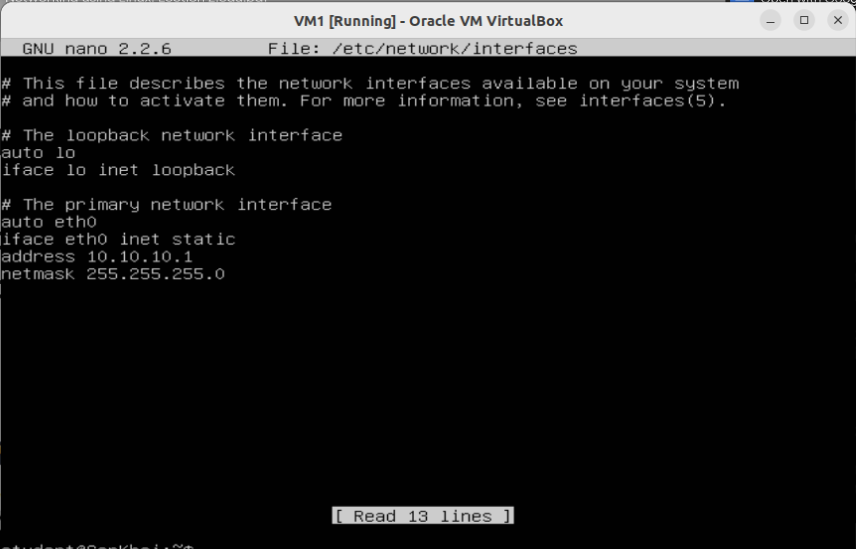 VM1 [Running] - Oracle VM VirtualBox
GNU nano 2.2.6 File: /etc/network/interfaces
# This file describes the network interfaces available on your system
# and how to activate them. For more information, see interfaces(5).
# The loopback network interface
auto lo
iface lo inet loopback
# The primary network interface
auto eth0
iface eth0 inet static
address 10.10.10.1
netmask 255.255.255.0
[ Read 13 lines ]